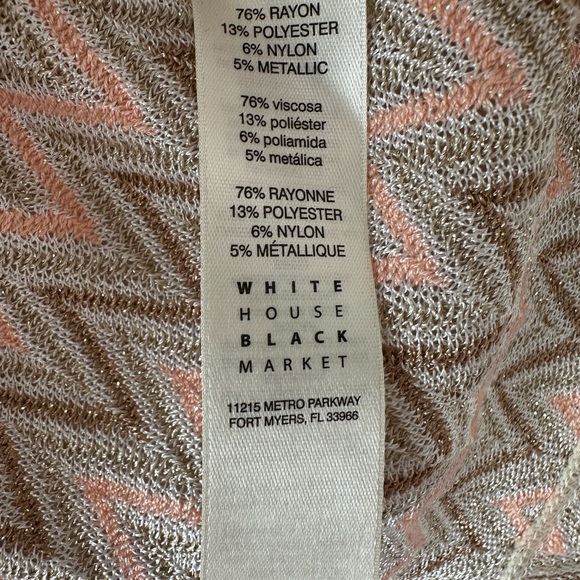 76% RAYON
13% POLYESTER
6% NYLON
5% METALLIC
76% viscosa
13% poliéster
6% poliamida
5% metálica
76% RAYONNE
13% POLYESTER
6% NYLON
5% MÉTALLIQUE
WHITE
HOUSE
BLACK
MARKET
11215 METRO PARKWAY
FORT MYERS, FL 33966